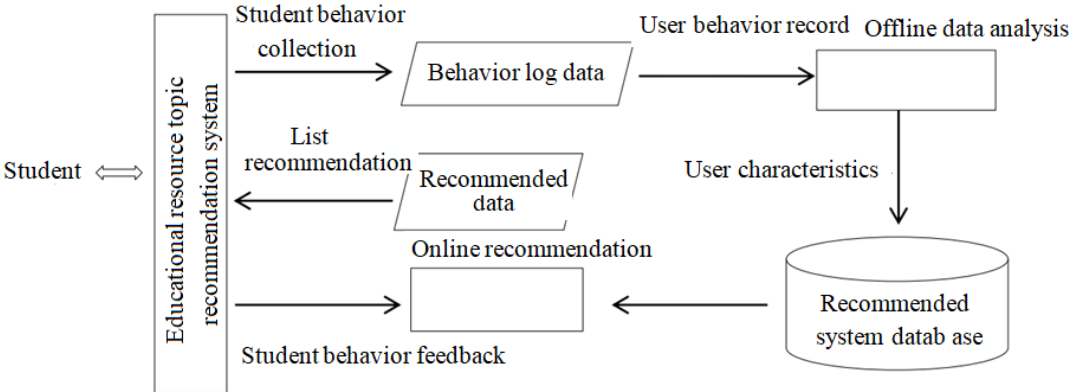 Student behavior
collection
User behavior record
Offline data analysis
Behavior log data
Educational resource topic
recommendation system
Student
List
recommendation
Recommended
data
User characteristics
Online recommendation
Recommended
system datab ase
Student behavior feedback